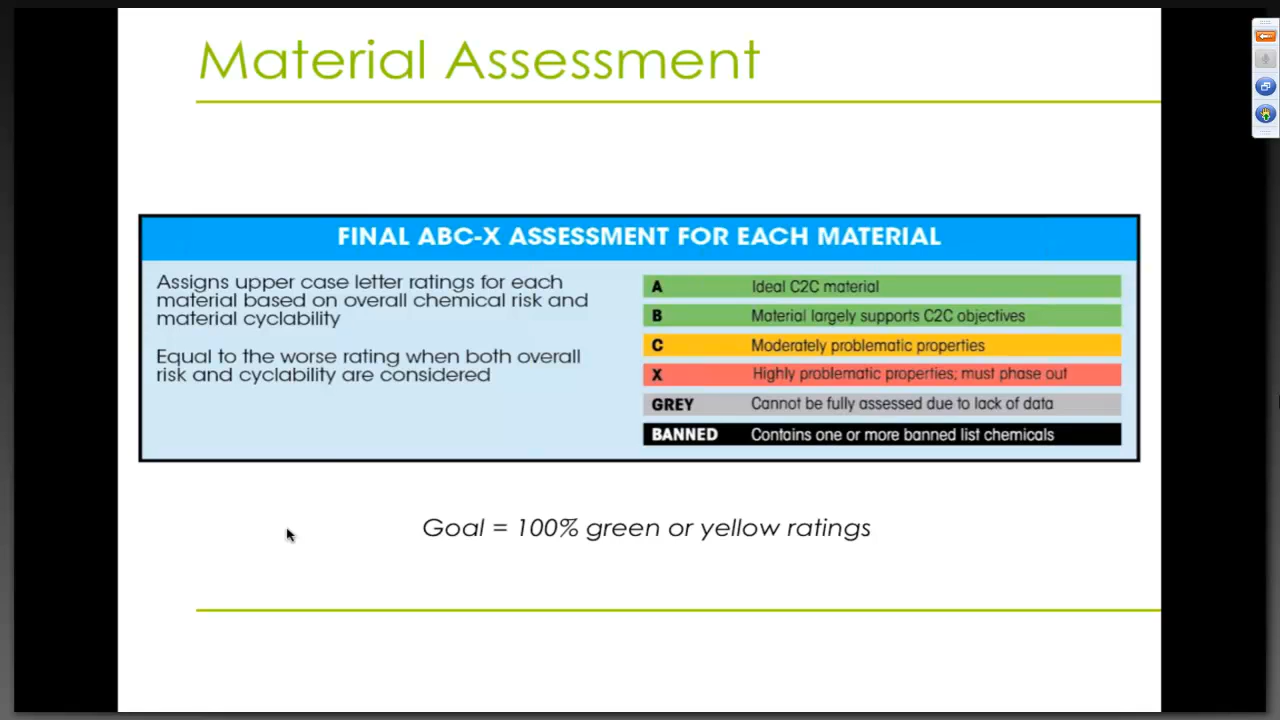 Material Assessment
FINAL ABC-X ASSESSMENT FOR EACH MATERIAL
Assigns upper case letter ratings for each
material based on overall chemical risk and
material cyclability
Equal to the worse rating when both overall
risk and cyclability are considered
A Ideal C2C material
B Material largely supports C2C objectives
C Moderately problematic properties
X Highly problematic properties; must phase out
GREY Cannot be fully assessed due to lack of data
BANNED Contains one or more banned list chemicals
Goal = 100% green or yellow ratings